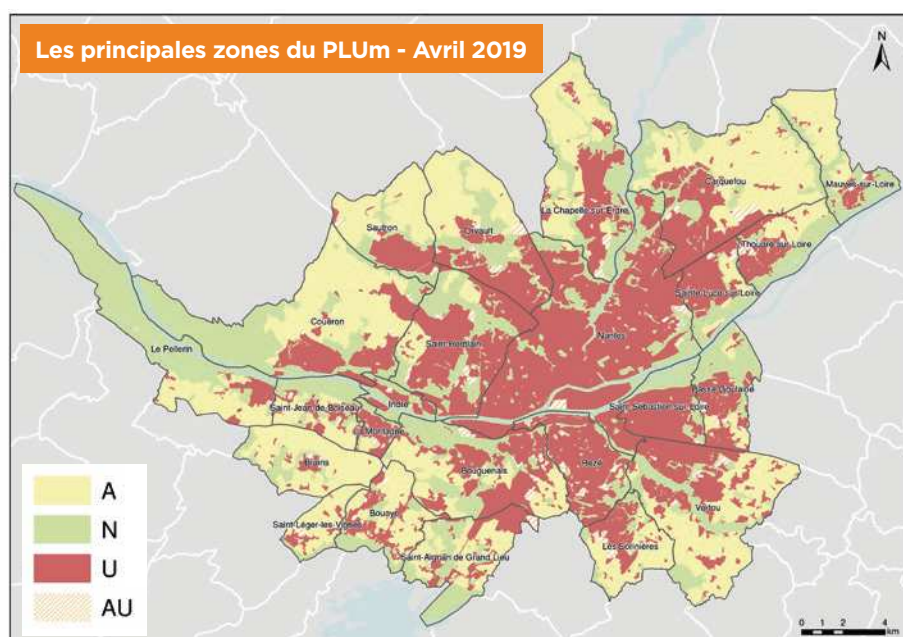 Les principales zones du PLUm - Avril 2019
N
Carquefou
Mauves-sur-Loire
La Chapelle-sur-Erdre
Sautron
Orvault
Thouaré-sur-Loire
Sainte-Luce-sur-Loire
Couëron
Nantes
Saint-Herblain
Le Pellerin
Basse-Goulaine
Saint-Jean-de-Boiseau
Indre
Saint-Sébastien-sur-Loire
La Montagne
Brains
Bouguenais
Rezé
Vertou
Bouaye
Saint-Léger-les-Vignes
Les Sorinières
Saint-Aignan de Grand Lieu
A
N
U
AU
0 1 2 4
km